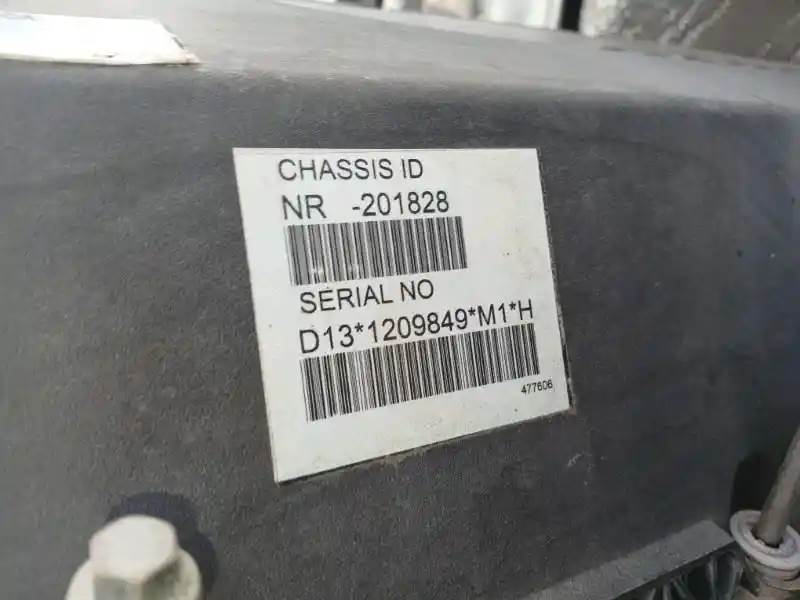 CHASSIS ID
NR -201828
SERIAL NO
D13*1209849*M1*H
477606